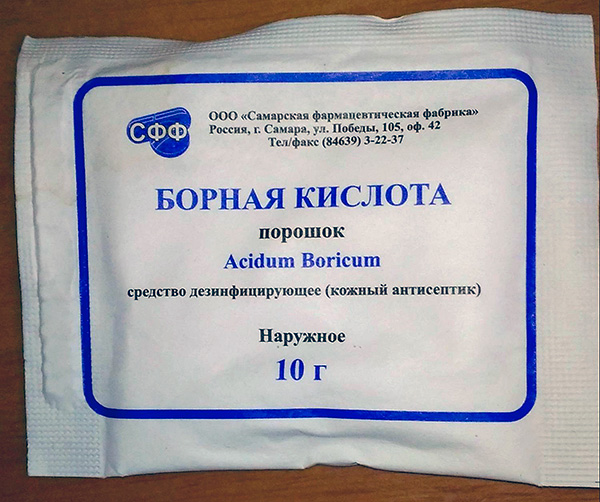 СФФ
ООО «Самарская фармацевтическая фабрика»
Россия, г. Самара, ул. Победы, 105, оф. 42
Тел/факс (84639) 3-22-37
БОРНАЯ КИСЛОТА
порошок
Acidum Boricum
средство дезинфицирующее (кожный антисептик)
Наружное
10 г